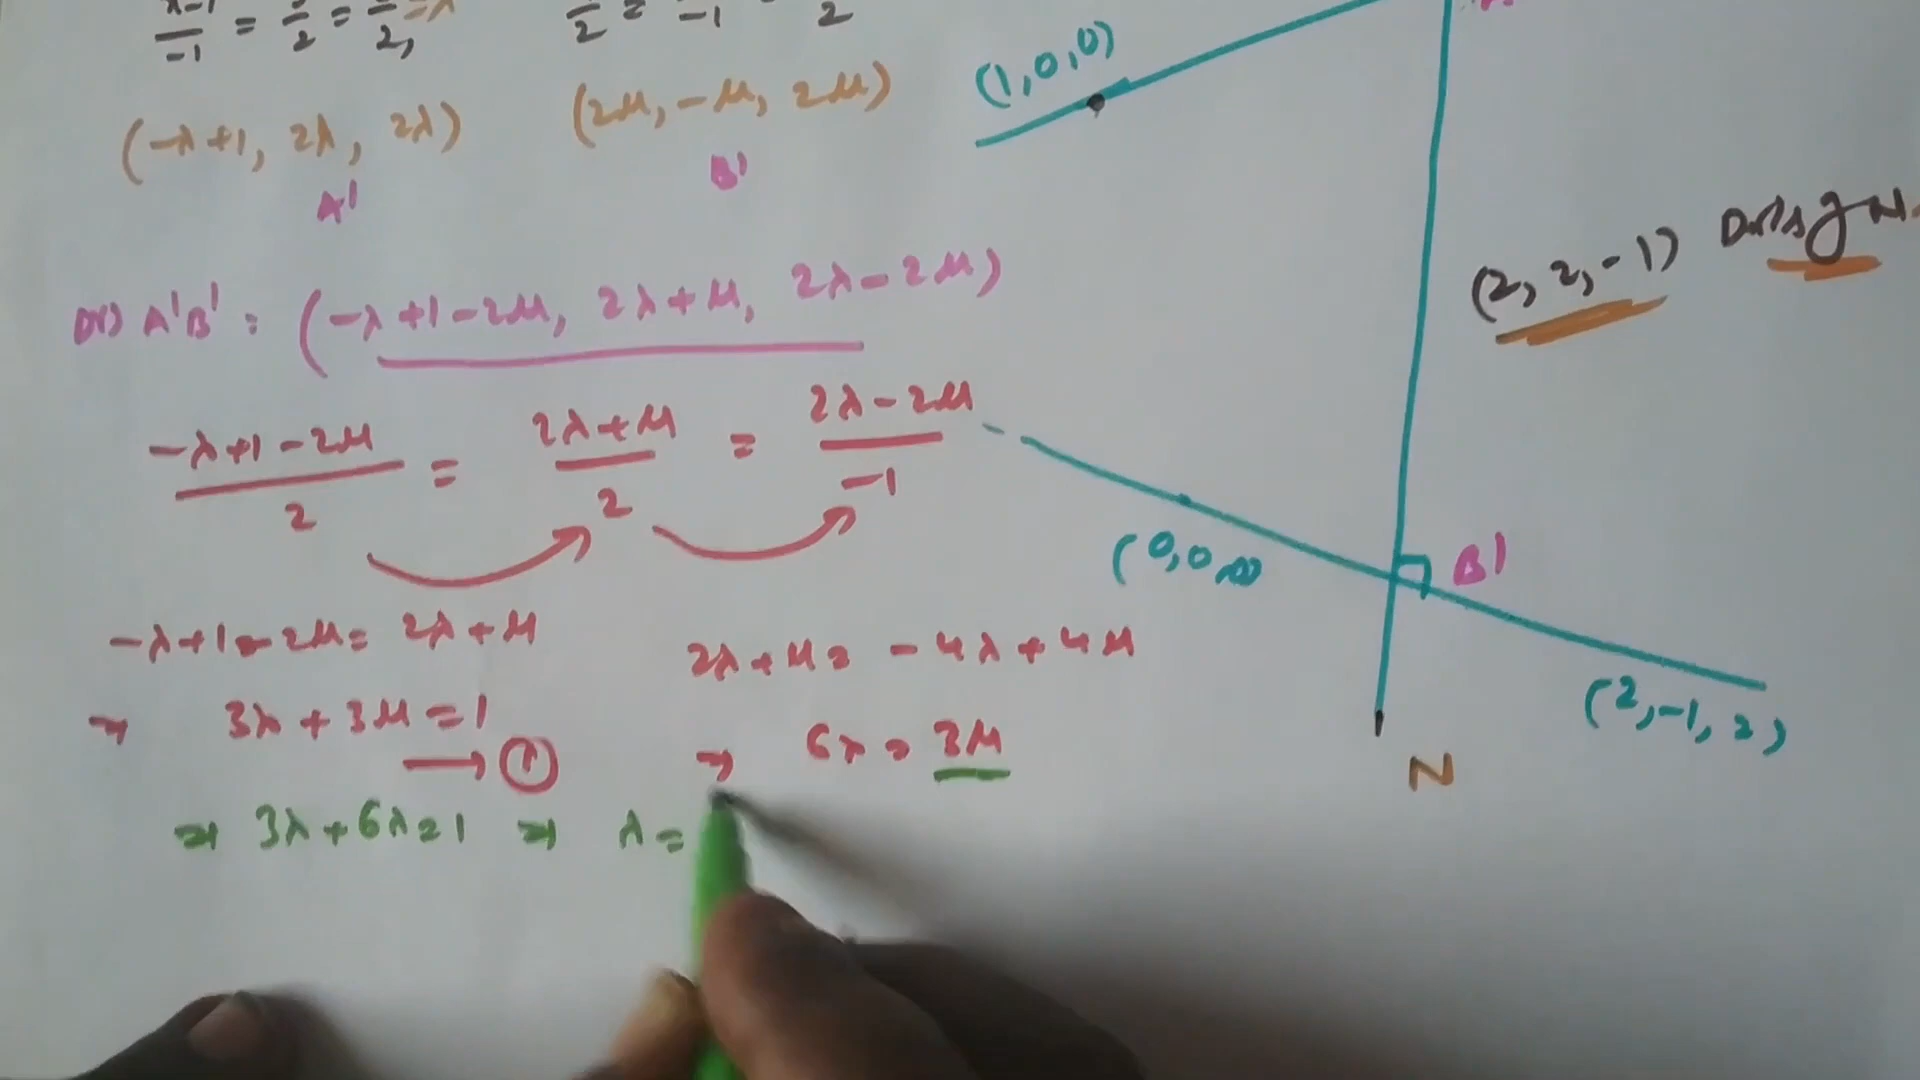 (-λ+1, 2λ, 2λ)
A'
(2μ, -μ, 2μ)
B'
A'B' : (-λ+1-2μ, 2λ+μ, 2λ-2μ)
-λ+1-2μ/2 = 2λ+μ/2 = 2λ-2μ/-1
-λ+1-2μ= 2λ+μ
⇒ 3λ + 3μ =1
→ ①
⇒ 3λ+6λ=1 ⇒ λ=
2λ+μ= -4λ+4μ
⇒ 6λ = 3μ
(1,0,0)
(2, 2, -1)
(0,0,0)
B'
(2,-1, 2)
N